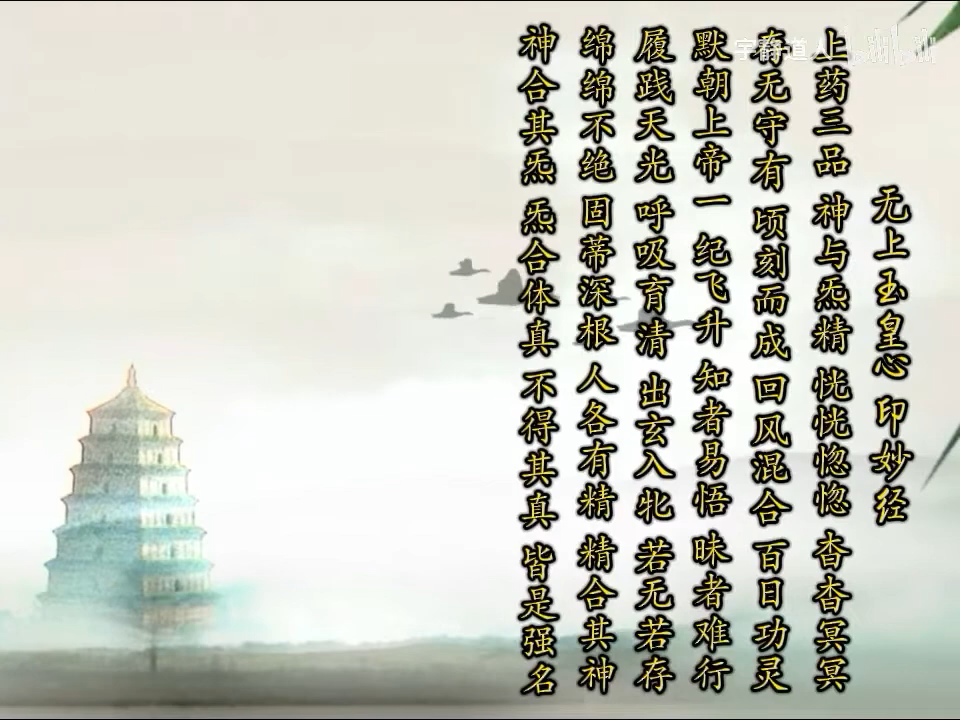 无上玉皇心印妙经
上药三品 神与炁精 恍恍惚惚 杳杳冥冥
存无守有 顷刻而成 回风混合 百日功灵
默朝上帝 一纪飞升 知者易悟 昧者难行
履践天光 呼吸育清 出玄入牝 若无若存
绵绵不绝 固蒂深根 人各有精 精合其神
神合其炁 炁合体真 不得其真 皆是强名
宇静道人
bilibili